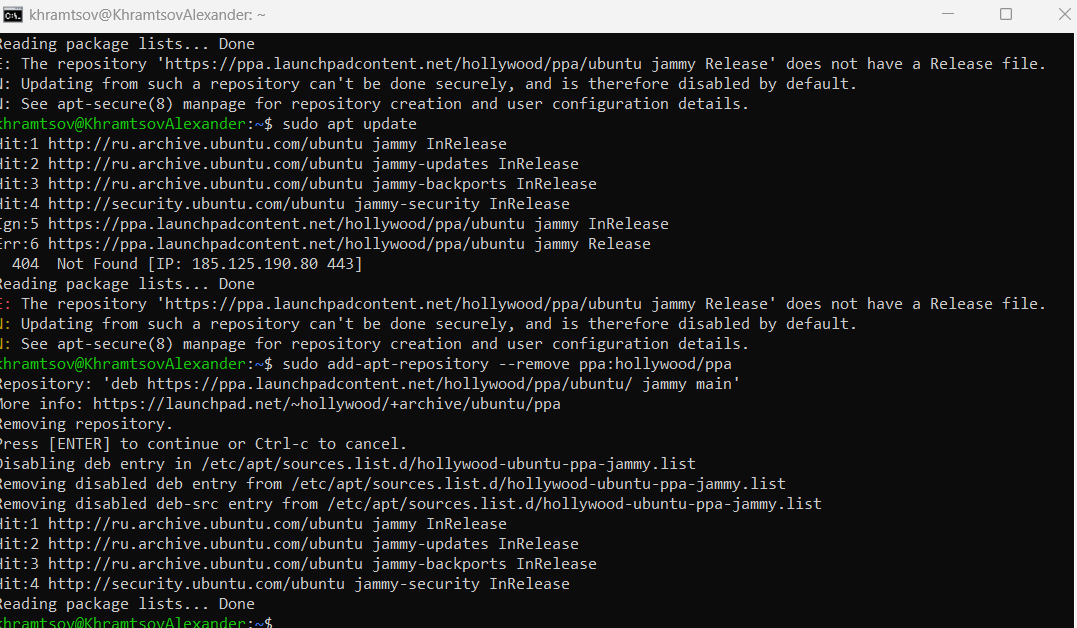 khramtsov@KhramtsovAlexander: ~
Reading package lists... Done
E: The repository 'https://ppa.launchpadcontent.net/hollywood/ppa/ubuntu jammy Release' does not have a Release file.
N: Updating from such a repository can't be done securely, and is therefore disabled by default.
N: See apt-secure(8) manpage for repository creation and user configuration details.
khramtsov@KhramtsovAlexander:~$ sudo apt update
Hit:1 http://ru.archive.ubuntu.com/ubuntu jammy InRelease
Hit:2 http://ru.archive.ubuntu.com/ubuntu jammy-updates InRelease
Hit:3 http://ru.archive.ubuntu.com/ubuntu jammy-backports InRelease
Hit:4 http://security.ubuntu.com/ubuntu jammy-security InRelease
Ign:5 https://ppa.launchpadcontent.net/hollywood/ppa/ubuntu jammy InRelease
Err:6 https://ppa.launchpadcontent.net/hollywood/ppa/ubuntu jammy Release
  404  Not Found [IP: 185.125.190.80 443]
Reading package lists... Done
E: The repository 'https://ppa.launchpadcontent.net/hollywood/ppa/ubuntu jammy Release' does not have a Release file.
N: Updating from such a repository can't be done securely, and is therefore disabled by default.
N: See apt-secure(8) manpage for repository creation and user configuration details.
khramtsov@KhramtsovAlexander:~$ sudo add-apt-repository --remove ppa:hollywood/ppa
Repository: 'deb https://ppa.launchpadcontent.net/hollywood/ppa/ubuntu/ jammy main'
More info: https://launchpad.net/~hollywood/+archive/ubuntu/ppa
Removing repository.
Press [ENTER] to continue or Ctrl-c to cancel.
Disabling deb entry in /etc/apt/sources.list.d/hollywood-ubuntu-ppa-jammy.list
Removing disabled deb entry from /etc/apt/sources.list.d/hollywood-ubuntu-ppa-jammy.list
Removing disabled deb-src entry from /etc/apt/sources.list.d/hollywood-ubuntu-ppa-jammy.list
Hit:1 http://ru.archive.ubuntu.com/ubuntu jammy InRelease
Hit:2 http://ru.archive.ubuntu.com/ubuntu jammy-updates InRelease
Hit:3 http://ru.archive.ubuntu.com/ubuntu jammy-backports InRelease
Hit:4 http://security.ubuntu.com/ubuntu jammy-security InRelease
Reading package lists... Done
khramtsov@KhramtsovAlexander:~$